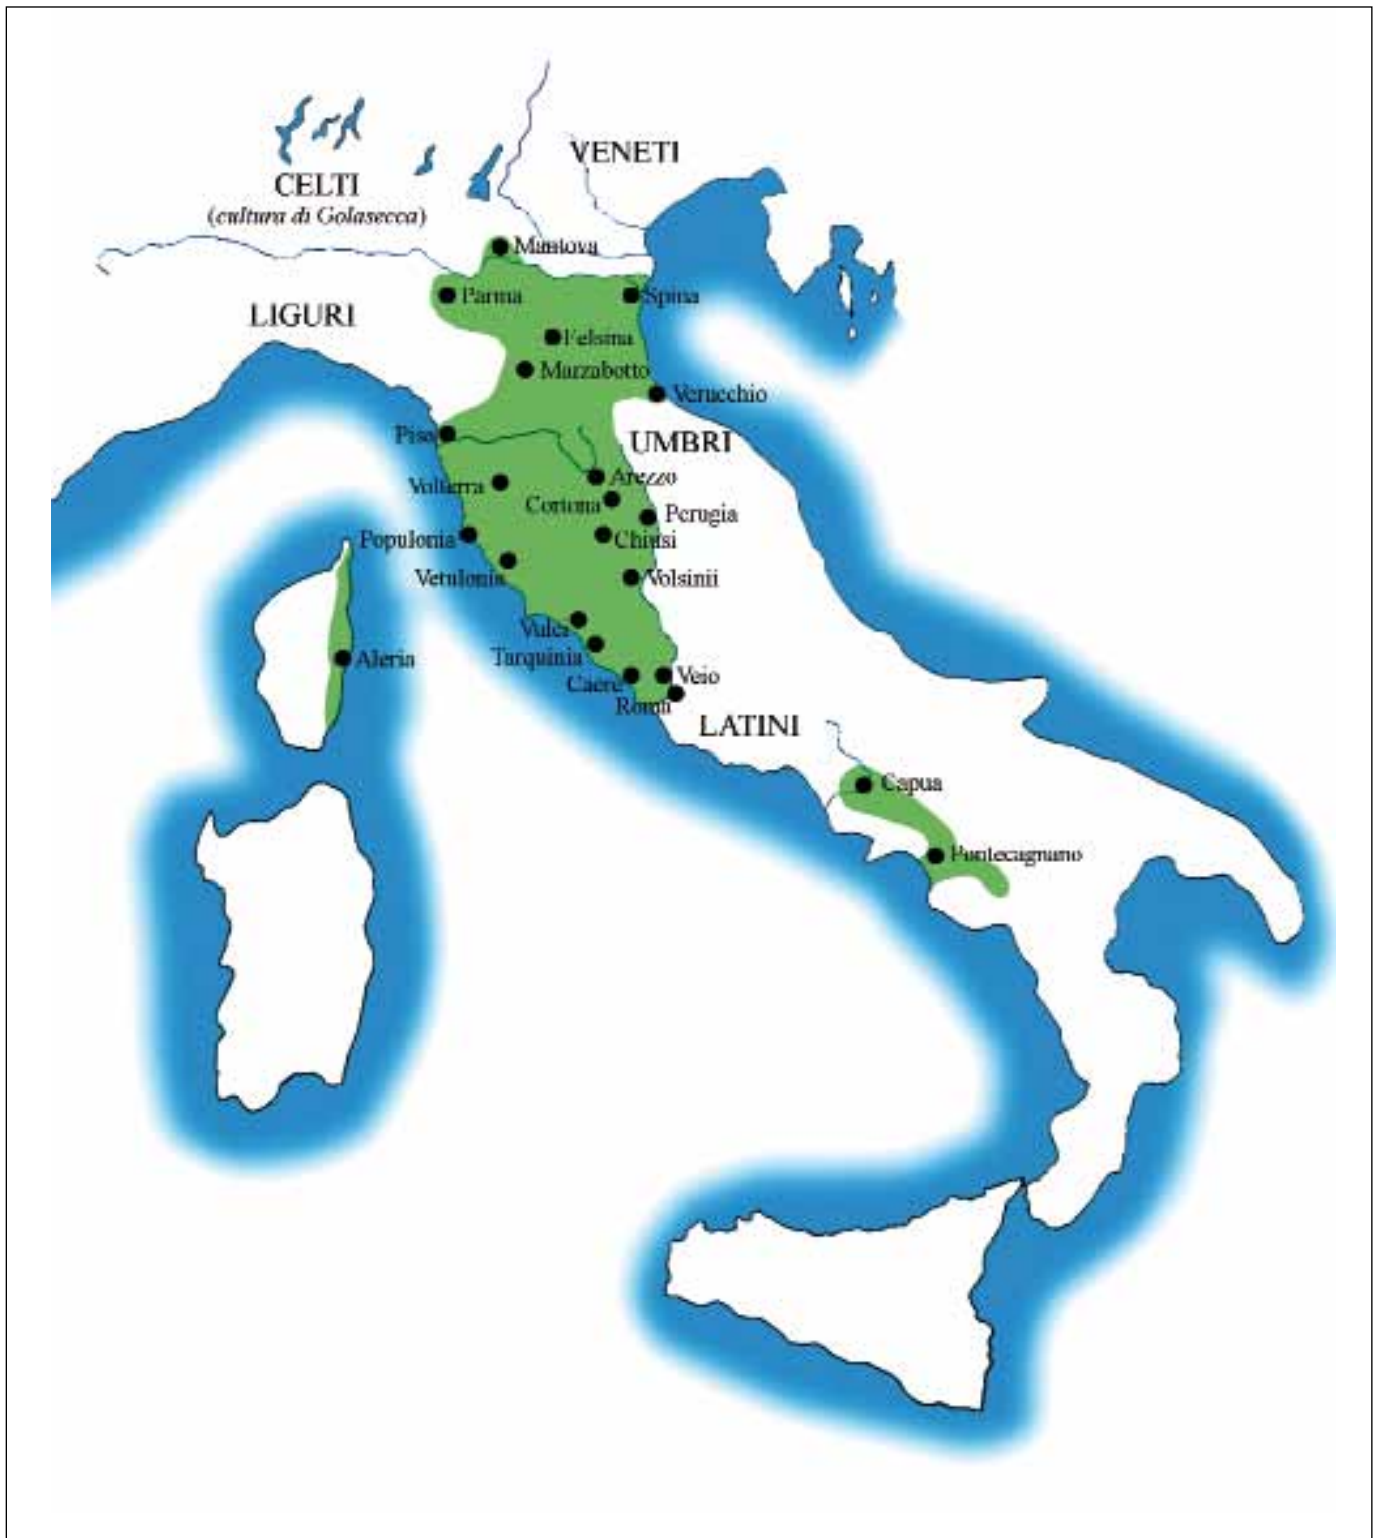 VENETI
CELTI
(cultura di Golasecca)
Mantova
Parma
Spina
LIGURI
Felsina
Marzabotto
Verucchio
Pisa
UMBRI
Arezzo
Volterra
Cortona
Perugia
Populonia
Chiusi
Vetulonia
Volsinii
Vulci
Tarquinia
Aleria
Caere
Veio
Roma
LATINI
Capua
Pontecagnano